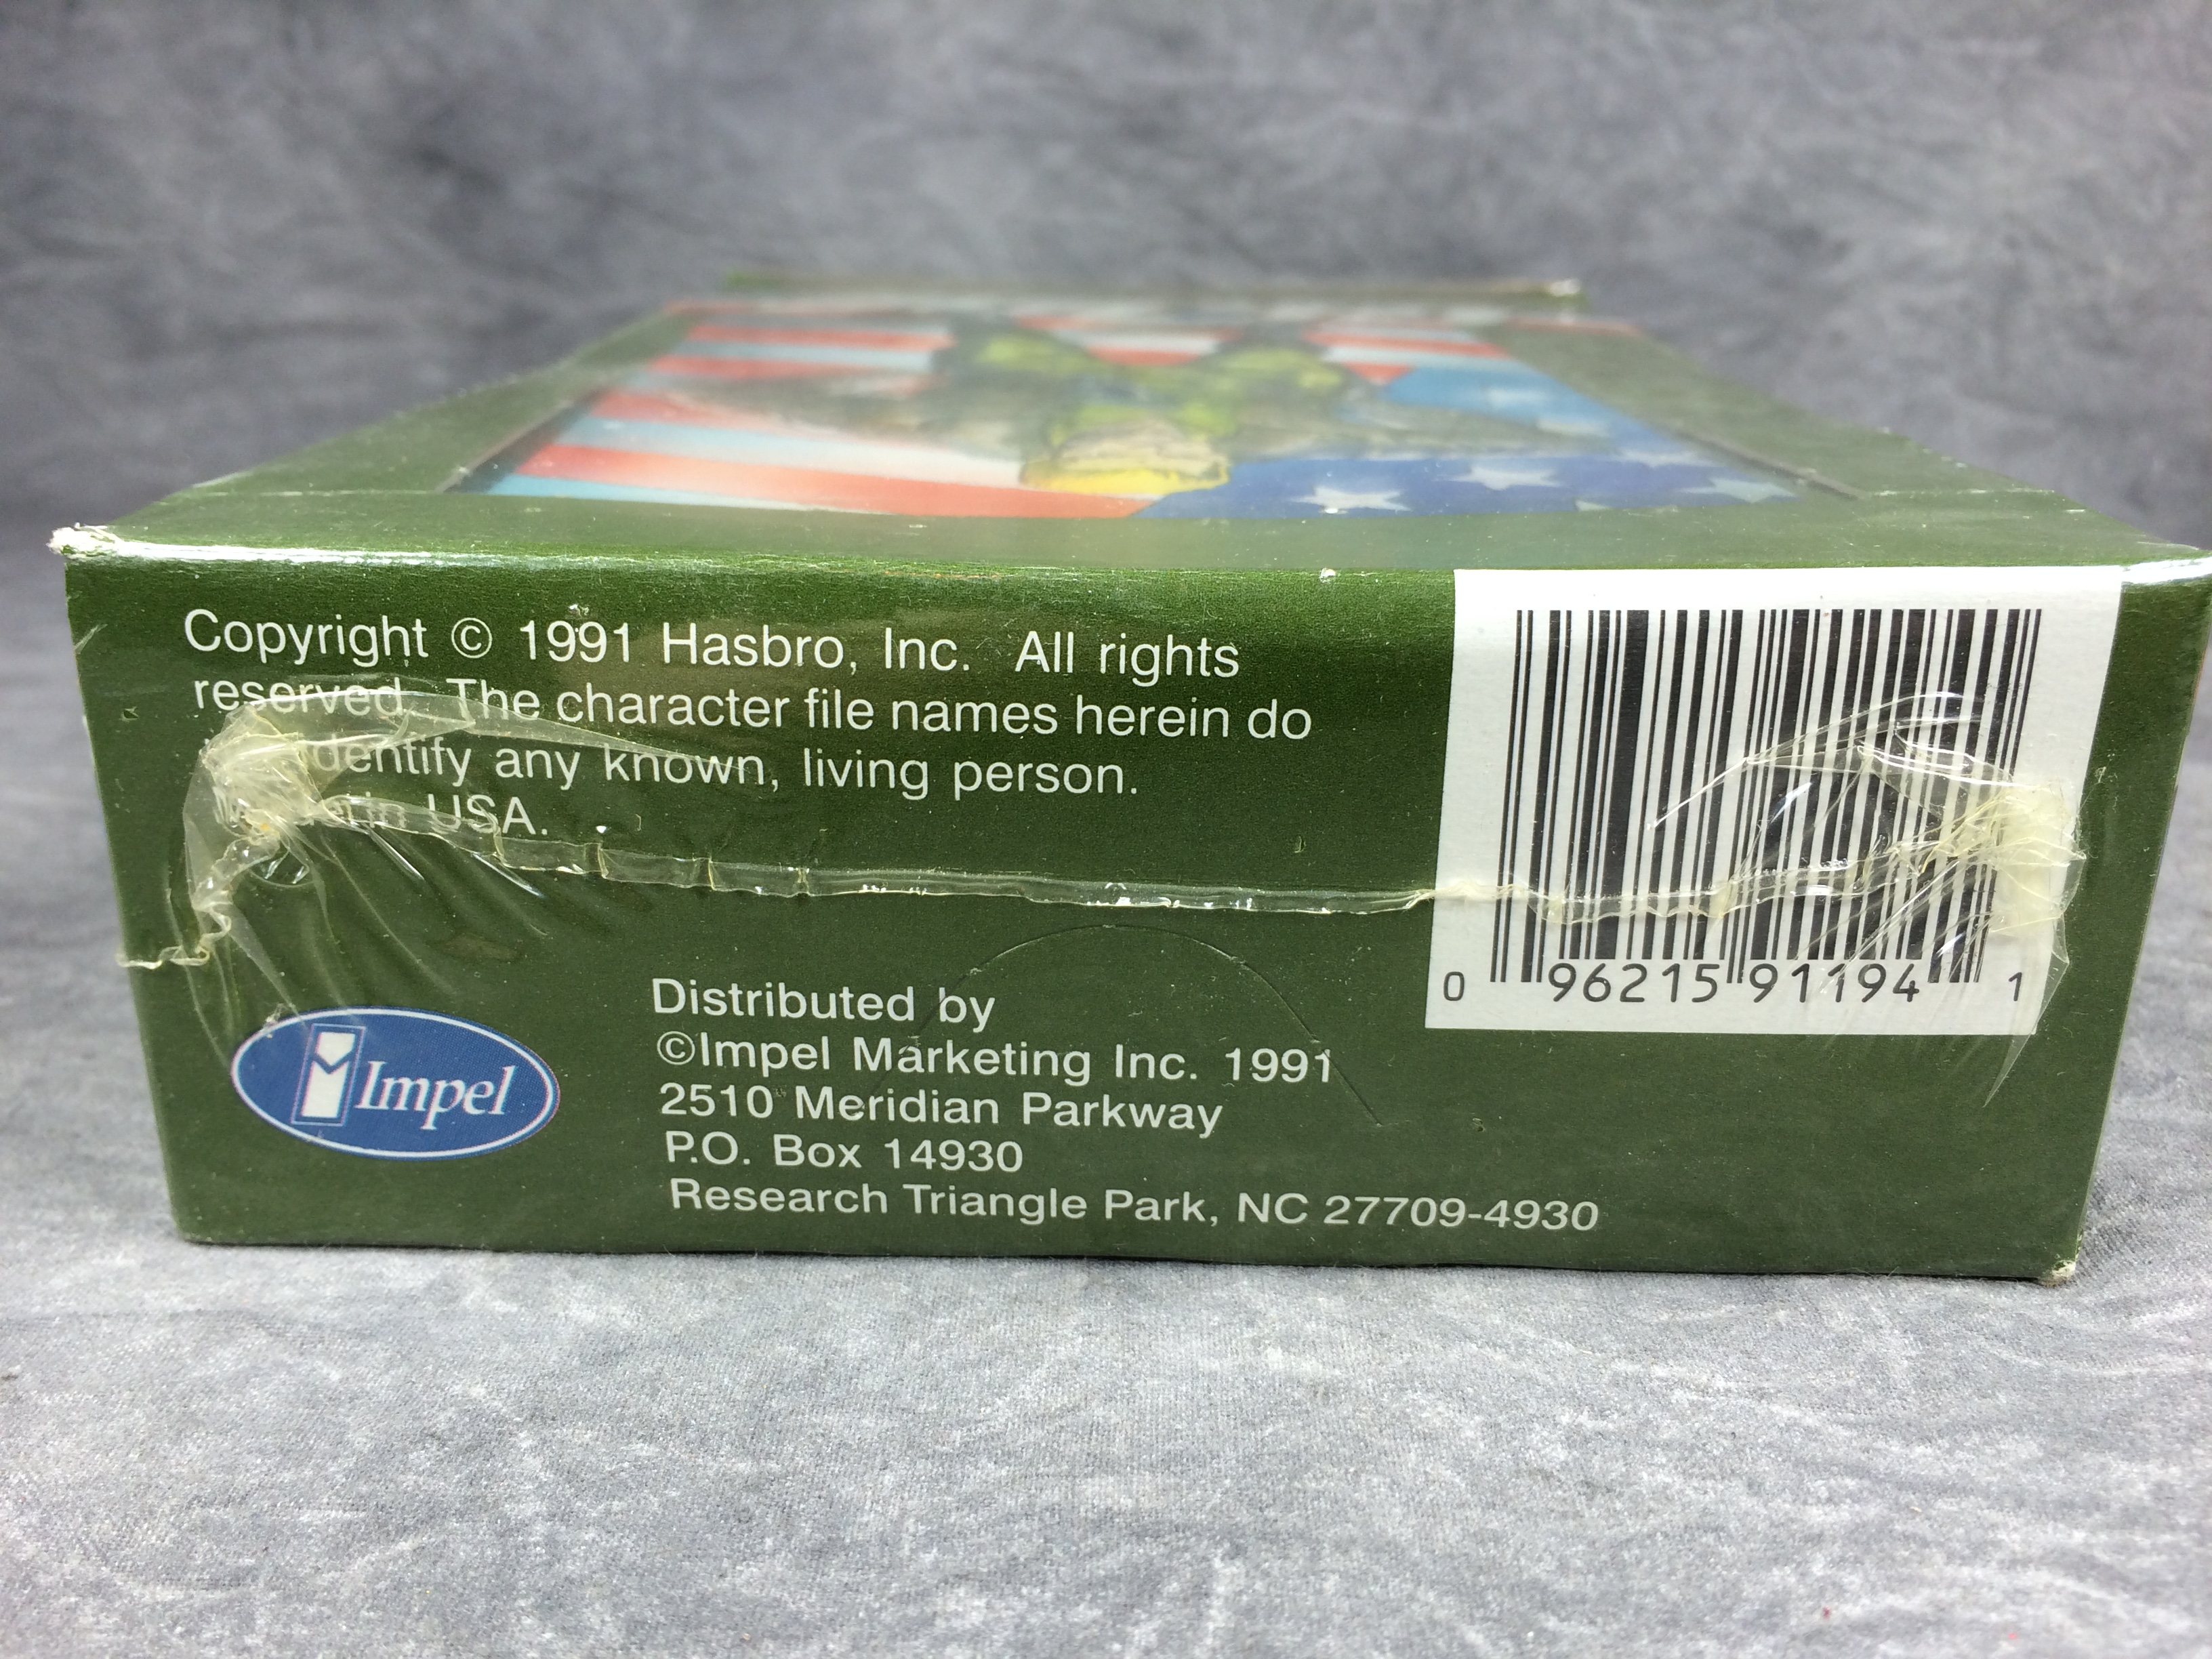 Copyright © 1991 Hasbro, Inc. All rights
reserved. The character file names herein do
identify any known, living person.
in USA.
Impel
Distributed by
©Impel Marketing Inc. 1991
2510 Meridian Parkway
P.O. Box 14930
Research Triangle Park, NC 27709-4930
0 96215 91194 1